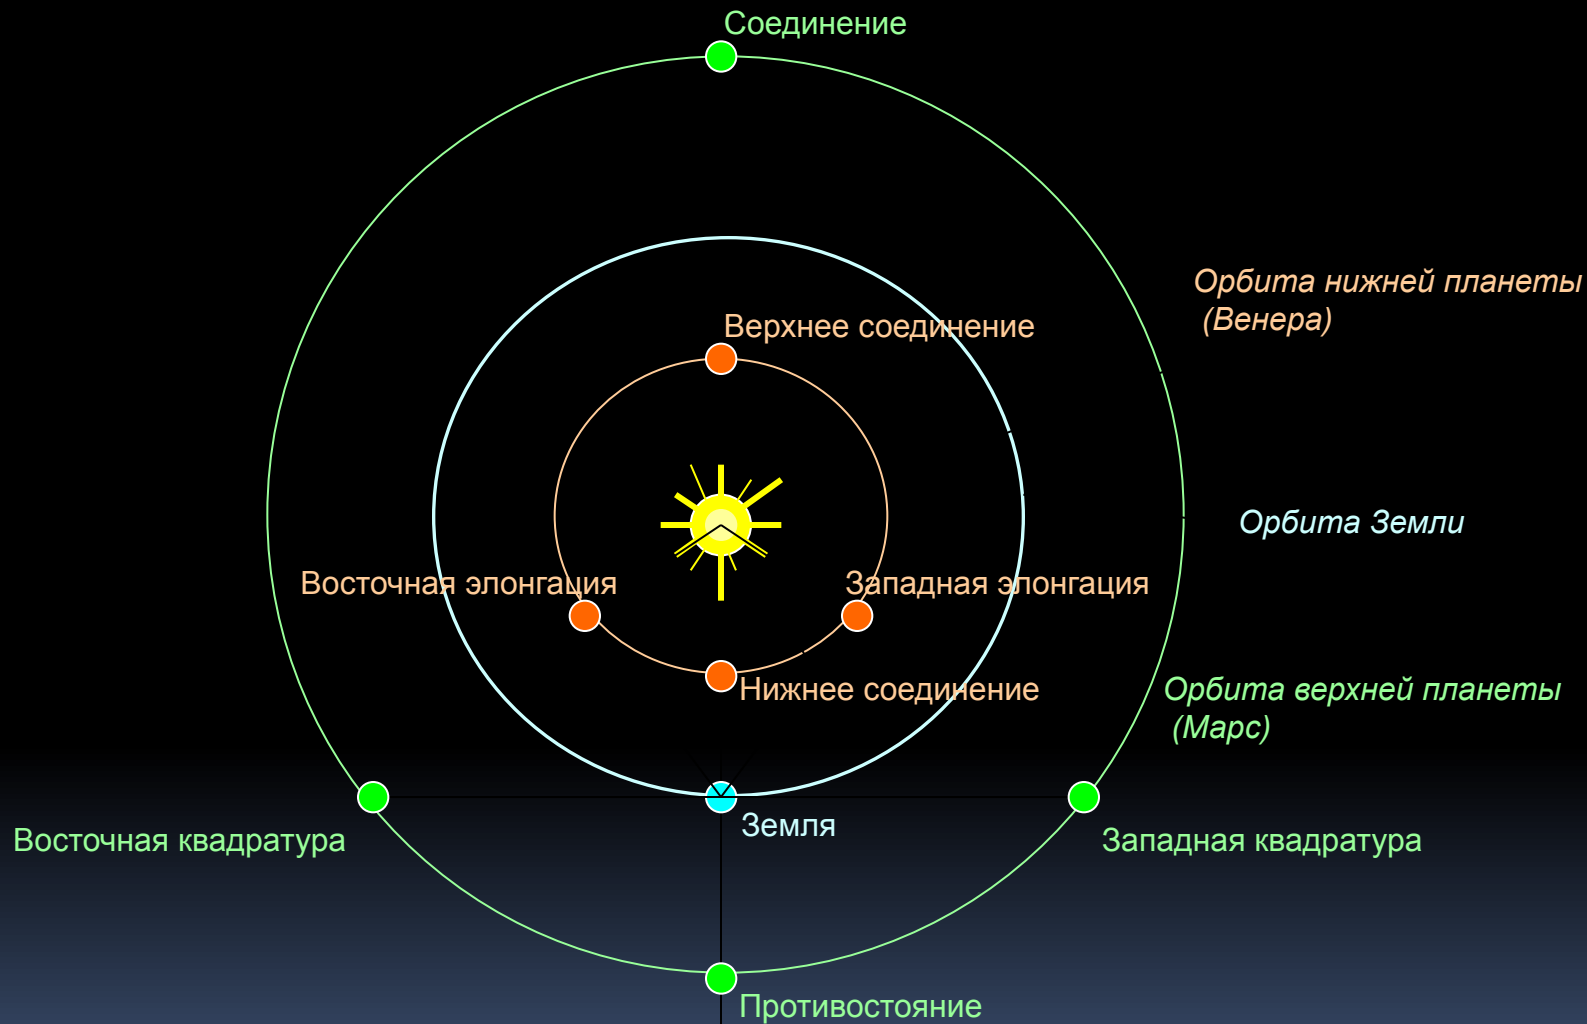 Соединение
Орбита нижней планеты
(Венера)
Верхнее соединение
Орбита Земли
Восточная элонгация
Западная элонгация
Нижнее соединение
Орбита верхней планеты
(Марс)
Земля
Восточная квадратура
Западная квадратура
Противостояние